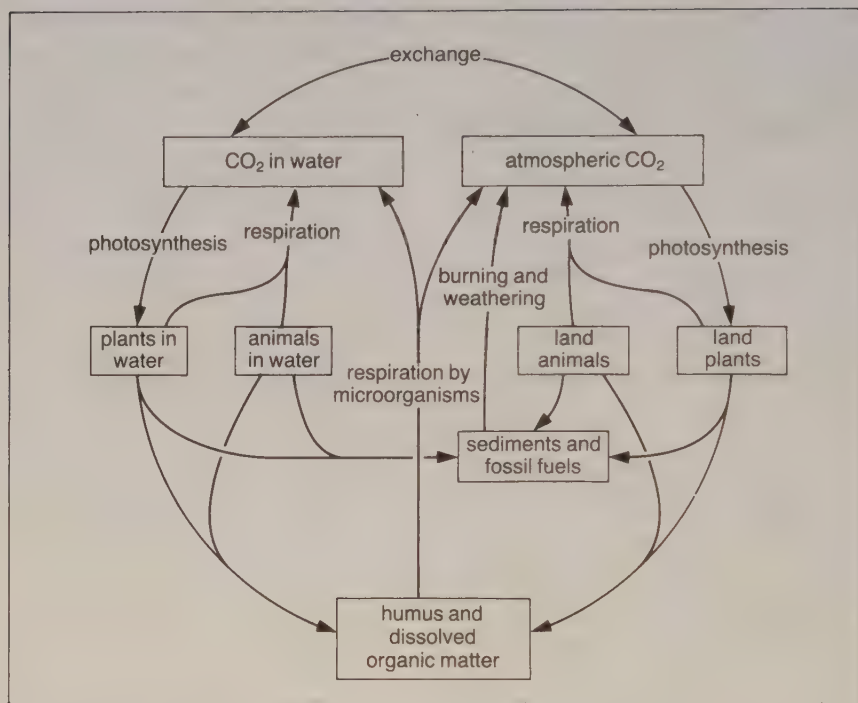 exchange
CO₂ in water
atmospheric CO₂
photosynthesis
respiration
respiration
photosynthesis
burning and
weathering
plants in
water
animals
in water
land
animals
land
plants
respiration by
microorganisms
sediments and
fossil fuels
humus and
dissolved
organic matter